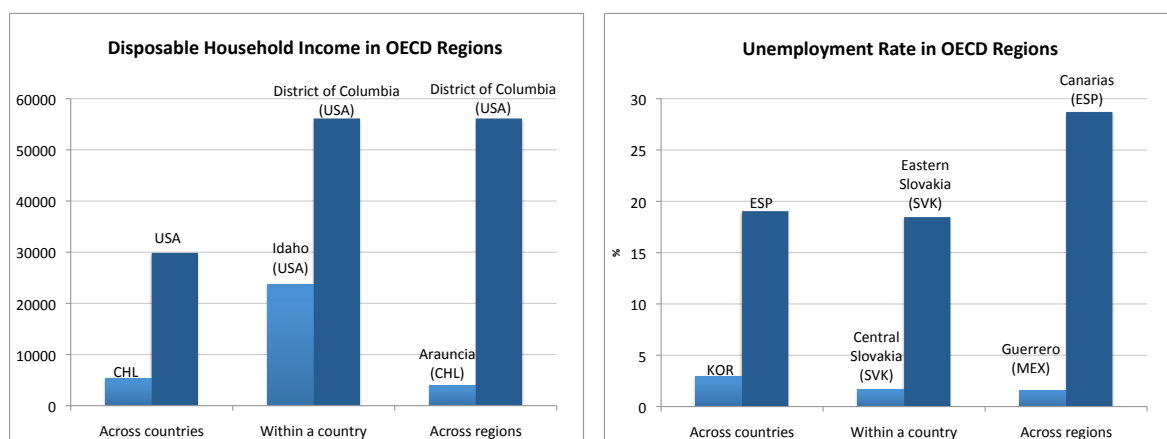 Disposable Household Income in OECD Regions
60000
50000
40000
30000
20000
10000
0
CHL
USA
Idaho
(USA)
District of Columbia
(USA)
Arauncia
(CHL)
District of Columbia
(USA)
Across countries
Within a country
Across regions
Unemployment Rate in OECD Regions
%
30
25
20
15
10
5
0
KOR
ESP
Central
Slovakia
(SVK)
Eastern
Slovakia
(SVK)
Guerrero
(MEX)
Canarias
(ESP)
Across countries
Within a country
Across regions